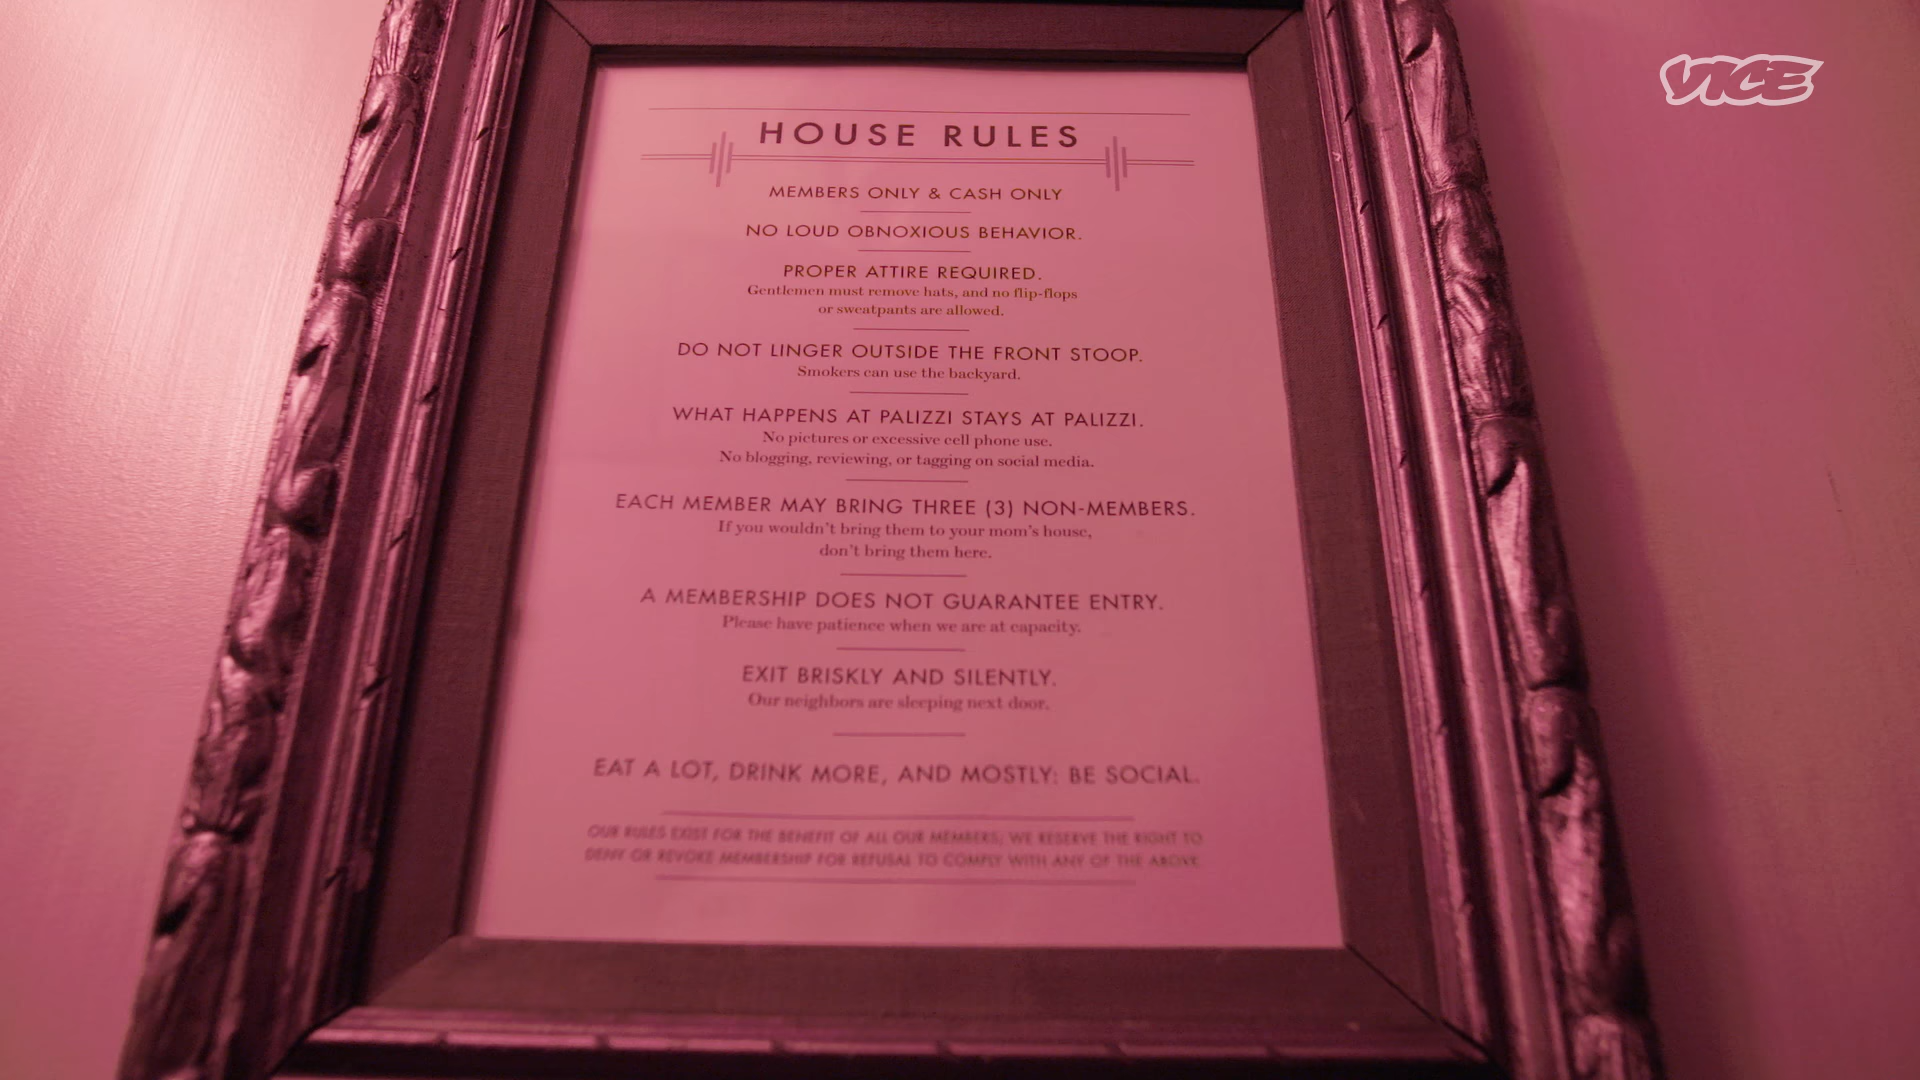 VICE
HOUSE RULES
MEMBERS ONLY & CASH ONLY
NO LOUD OBNOXIOUS BEHAVIOR.
PROPER ATTIRE REQUIRED.
Gentlemen must remove hats, and no flip-flops
or sweatpants are allowed.
DO NOT LINGER OUTSIDE THE FRONT STOOP.
Smokers can use the backyard.
WHAT HAPPENS AT PALIZZI STAYS AT PALIZZI.
No pictures or excessive cell phone use.
No blogging, reviewing, or tagging on social media.
EACH MEMBER MAY BRING THREE (3) NON-MEMBERS.
If you wouldn't bring them to your mom's house,
don't bring them here.
A MEMBERSHIP DOES NOT GUARANTEE ENTRY.
Please have patience when we are at capacity.
EXIT BRISKLY AND SILENTLY.
Our neighbors are sleeping next door.
EAT A LOT, DRINK MORE, AND MOSTLY: BE SOCIAL.
OUR RULES EXIST FOR THE BENEFIT OF ALL OUR MEMBERS; WE RESERVE THE RIGHT TO
DENY OR REVOKE MEMBERSHIP FOR REFUSAL TO COMPLY WITH ANY OF THE ABOVE